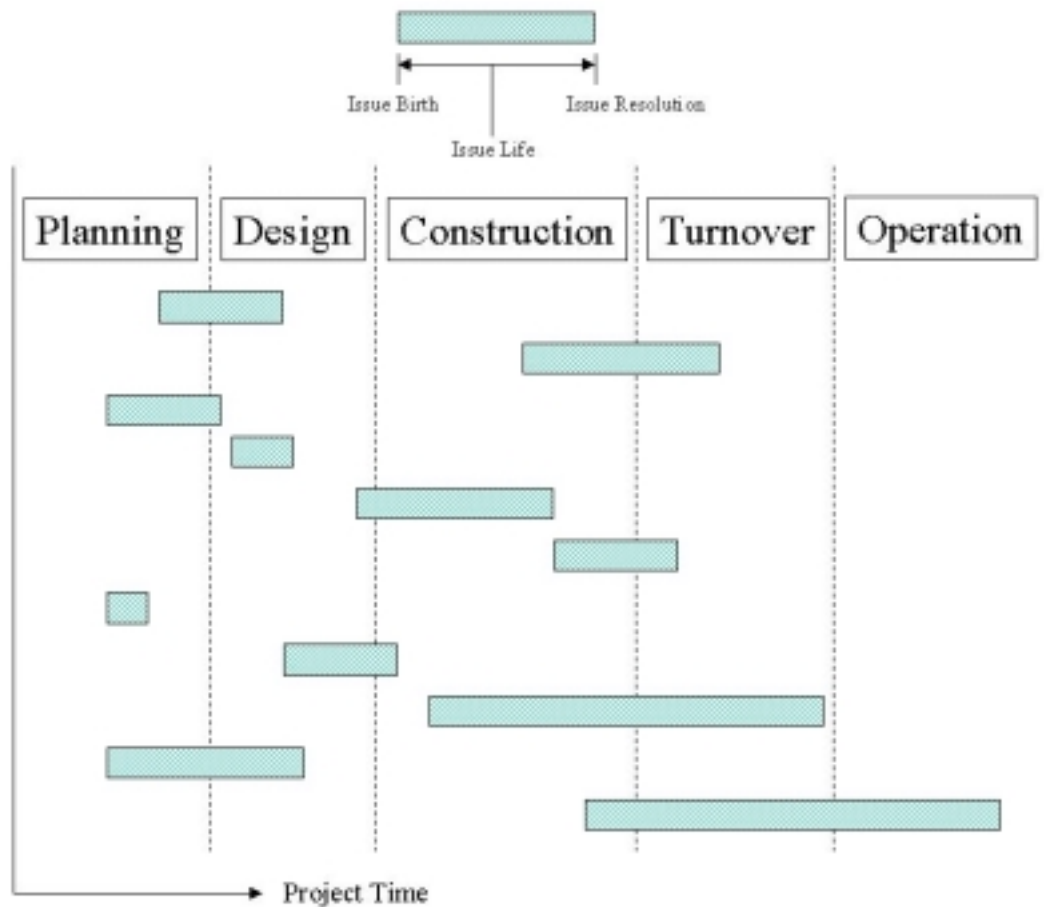 Issue Birth
Issue Resolution
Issue Life
Planning
Design
Construction
Turnover
Operation
Project Time